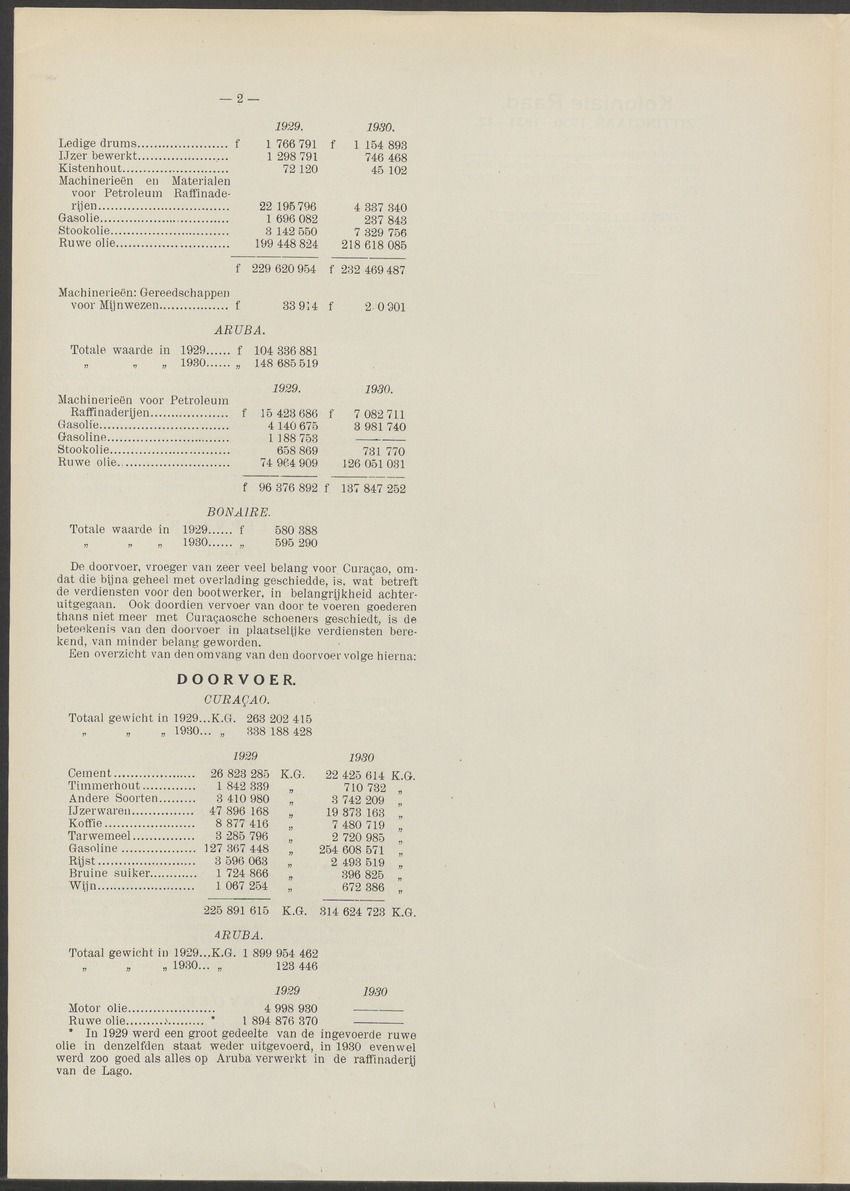 — 2 —
1929. 1930.
Ledige drums...................... f 1 766 791 f 1 154 893
IJzer bewerkt...................... 1 298 791 746 468
Kistenhout.......................... 72 120 45 102
Machinerieën en Materialen
voor Petroleum Raffinade-
rijen................................ 22 195 796 4 337 340
Gasolie............................... 1 696 082 237 843
Stookolie............................. 3 142 550 7 329 756
Ruwe olie............................ 199 448 824 218 618 085
f 229 620 954 f 232 469 487
Machinerieën: Gereedschappen
voor Mijnwezen................. f 33 914 f 2 0 901
ARUBA.
Totale waarde in 1929...... f 104 336 881
„ „ „ 1930...... „ 148 685 519
1929. 1930.
Machinerieën voor Petroleum
Raffinaderijen................... f 15 423 686 f 7 082 711
Gasolie............................... 4 140 675 3 981 740
Gasoline.............................. 1 188 753 ———
Stookolie............................. 658 869 731 770
Ruwe olie............................ 74 964 909 126 051 031
f 96 376 892 f 137 847 252
BONAIRE.
Totale waarde in 1929...... f 580 388
„ „ „ 1930...... „ 595 290
De doorvoer, vroeger van zeer veel belang voor Curaçao, om-
dat die bijna geheel met overlading geschiedde, is, wat betreft
de verdiensten voor den bootwerker, in belangrijkheid achter-
uitgegaan. Ook doordien vervoer van door te voeren goederen
thans niet meer met Curaçaosche schoeners geschiedt, is de
beteekenis van den doorvoer in plaatselijke verdiensten bere-
kend, van minder belang geworden.
Een overzicht van den omvang van den doorvoer volge hierna:
DOORVOER.
CURAÇAO.
Totaal gewicht in 1929...K.G. 263 202 415
„ „ „ 1930... „ 338 188 428
1929 1930
Cement.................... 26 823 285 K.G. 22 425 614 K.G.
Timmerhout............. 1 842 339 „ 710 732 „
Andere Soorten......... 3 410 980 „ 3 742 209 „
IJzerwaren............... 47 896 168 „ 19 873 163 „
Koffie...................... 8 877 416 „ 7 480 719 „
Tarwemeel............... 3 285 796 „ 2 720 985 „
Gasoline .................. 127 367 448 „ 254 608 571 „
Rijst........................ 3 596 063 „ 2 493 519 „
Bruine suiker............ 1 724 866 „ 396 825 „
Wijn........................ 1 067 254 „ 672 386 „
225 891 615 K.G. 314 624 723 K.G.
ARUBA.
Totaal gewicht in 1929...K.G. 1 899 954 462
„ „ „ 1930... „ 123 446
1929 1930
Motor olie..................... 4 998 930 ———
Ruwe olie................... * 1 894 876 370 ———
* In 1929 werd een groot gedeelte van de ingevoerde ruwe
olie in denzelfden staat weder uitgevoerd, in 1930 evenwel
werd zoo goed als alles op Aruba verwerkt in de raffinaderij
van de Lago.